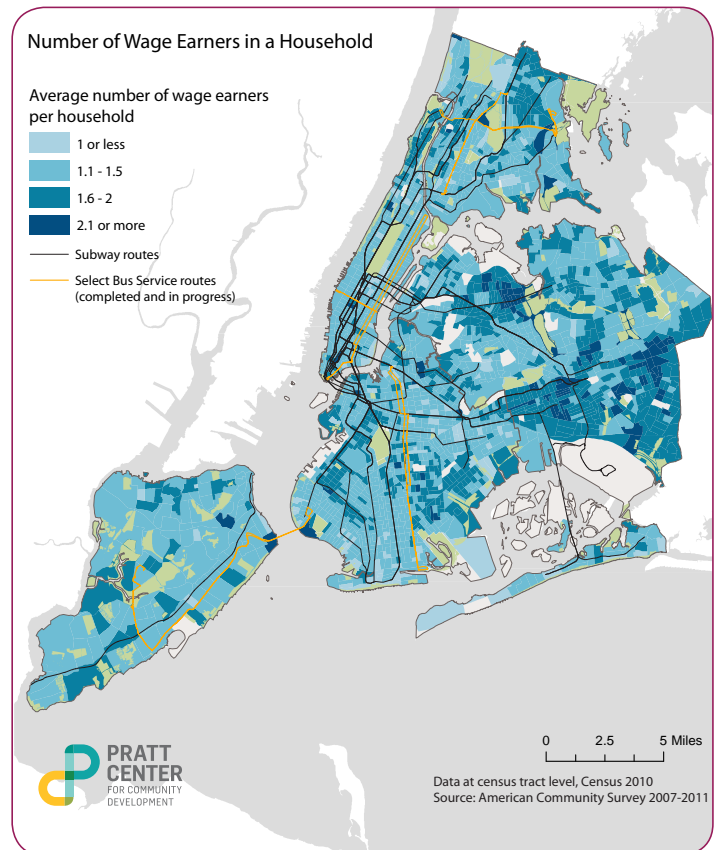 Number of Wage Earners in a Household
Average number of wage earners
per household
1 or less
1.1 - 1.5
1.6 - 2
2.1 or more
Subway routes
Select Bus Service routes
(completed and in progress)
0 2.5 5 Miles
PRATT
CENTER
FOR COMMUNITY
DEVELOPMENT
Data at census tract level, Census 2010
Source: American Community Survey 2007-2011